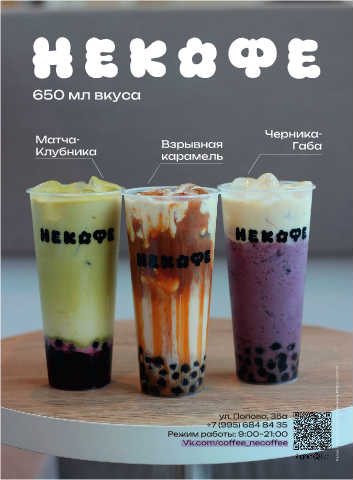 НЕКОФЕ
650 мл вкуса
Матча-
Клубника
Взрывная
карамель
Черника-
Габа
НЕКОФЕ
НЕКОФЕ
НЕКОФЕ
ул. Попово, 35а
+7 (995) 684 84 35
Режим работы: 9:00–21:00
Vk.com/coffee_necoffee